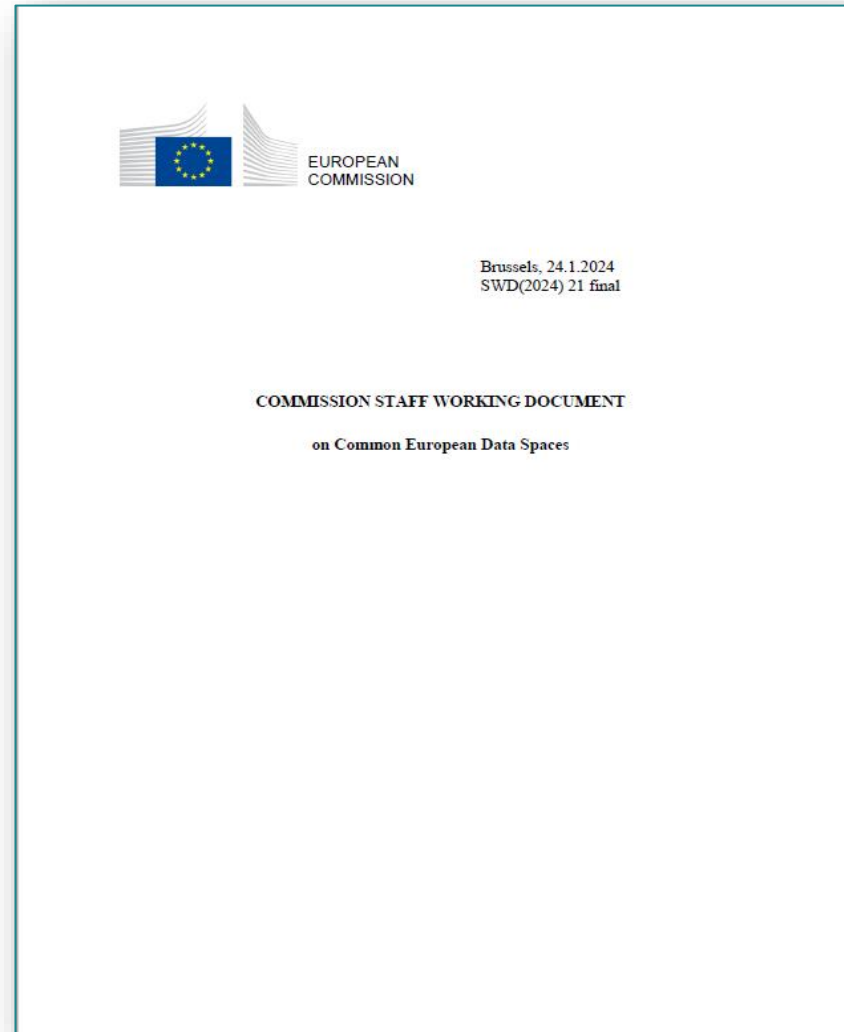 EUROPEAN
COMMISSION
Brussels, 24.1.2024
SWD(2024) 21 final
COMMISSION STAFF WORKING DOCUMENT
on Common European Data Spaces